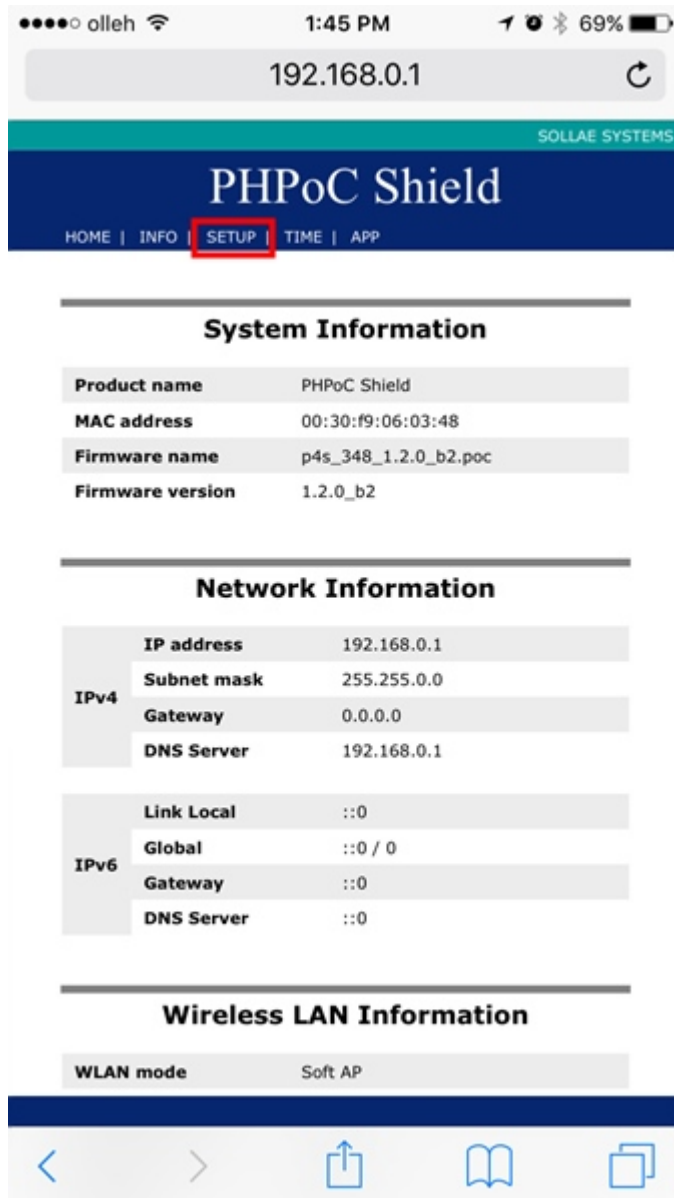 olleh 1:45 PM 69%
192.168.0.1
SOLLAE SYSTEMS
PHPoC Shield
HOME | INFO | SETUP | TIME | APP
System Information
Product name PHPoC Shield
MAC address 00:30:f9:06:03:48
Firmware name p4s_348_1.2.0_b2.poc
Firmware version 1.2.0_b2
Network Information
IPv4
IP address 192.168.0.1
Subnet mask 255.255.0.0
Gateway 0.0.0.0
DNS Server 192.168.0.1
IPv6
Link Local ::0
Global ::0 / 0
Gateway ::0
DNS Server ::0
Wireless LAN Information
WLAN mode Soft AP